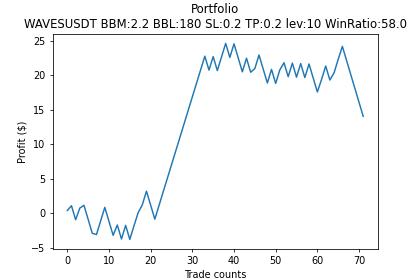 Portfolio
WAVESUSDT BBM:2.2 BBL:180 SL:0.2 TP:0.2 lev:10 WinRatio:58.0
25
20
15
10
5
0
−5
Profit ($)
0 10 20 30 40 50 60 70
Trade counts